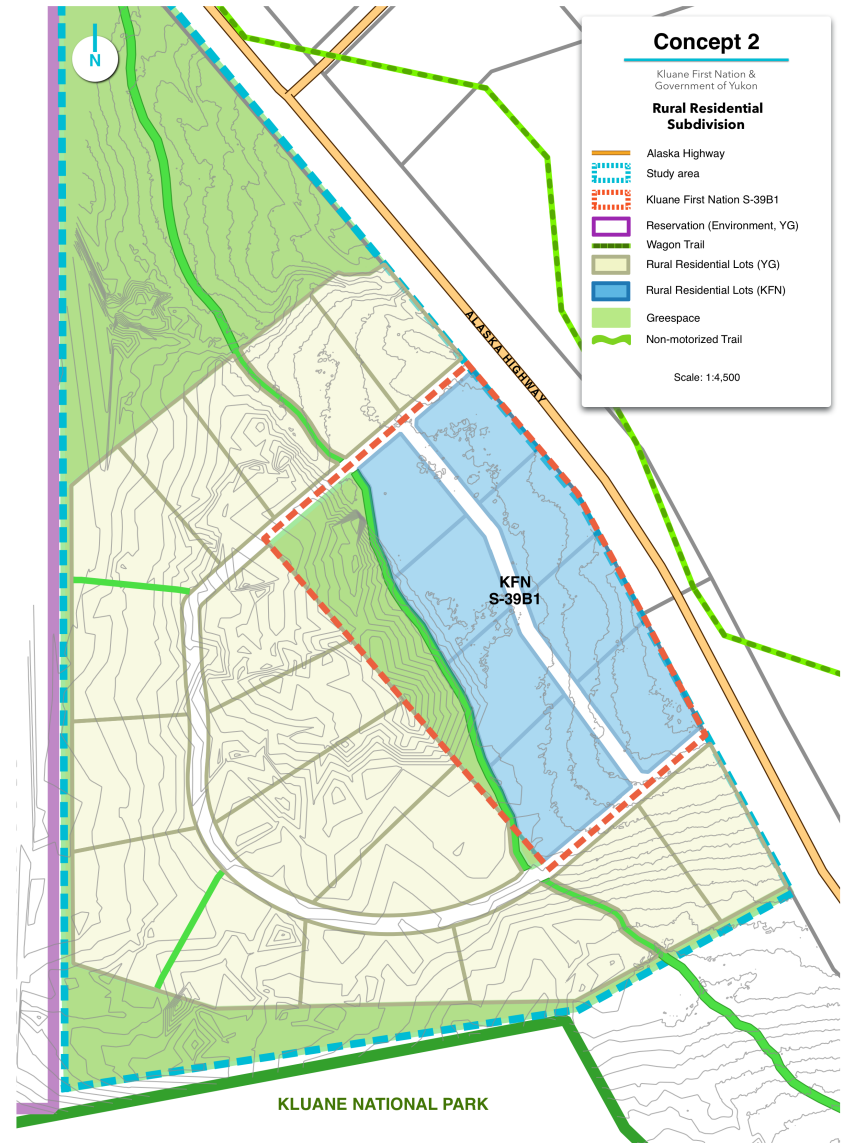 N
Concept 2
Kluane First Nation &
Government of Yukon
Rural Residential
Subdivision
Alaska Highway
Study area
Kluane First Nation S-39B1
Reservation (Environment, YG)
Wagon Trail
Rural Residential Lots (YG)
Rural Residential Lots (KFN)
Greespace
Non-motorized Trail
Scale: 1:4,500
ALASKA HIGHWAY
KFN
S-39B1
KLUANE NATIONAL PARK